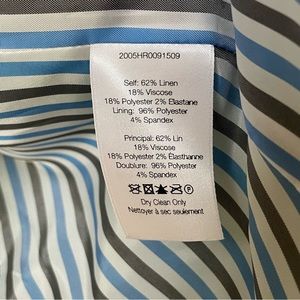 2005HR0091509
Self: 62% Linen
18% Viscose
18% Polyester 2% Elastane
Lining: 96% Polyester
4% Spandex
Principal: 62% Lin
18% Viscose
18% Polyester 2% Élasthanne
Doublure: 96% Polyester
4% Spandex
Dry Clean Only
Nettoyer à sec seulement